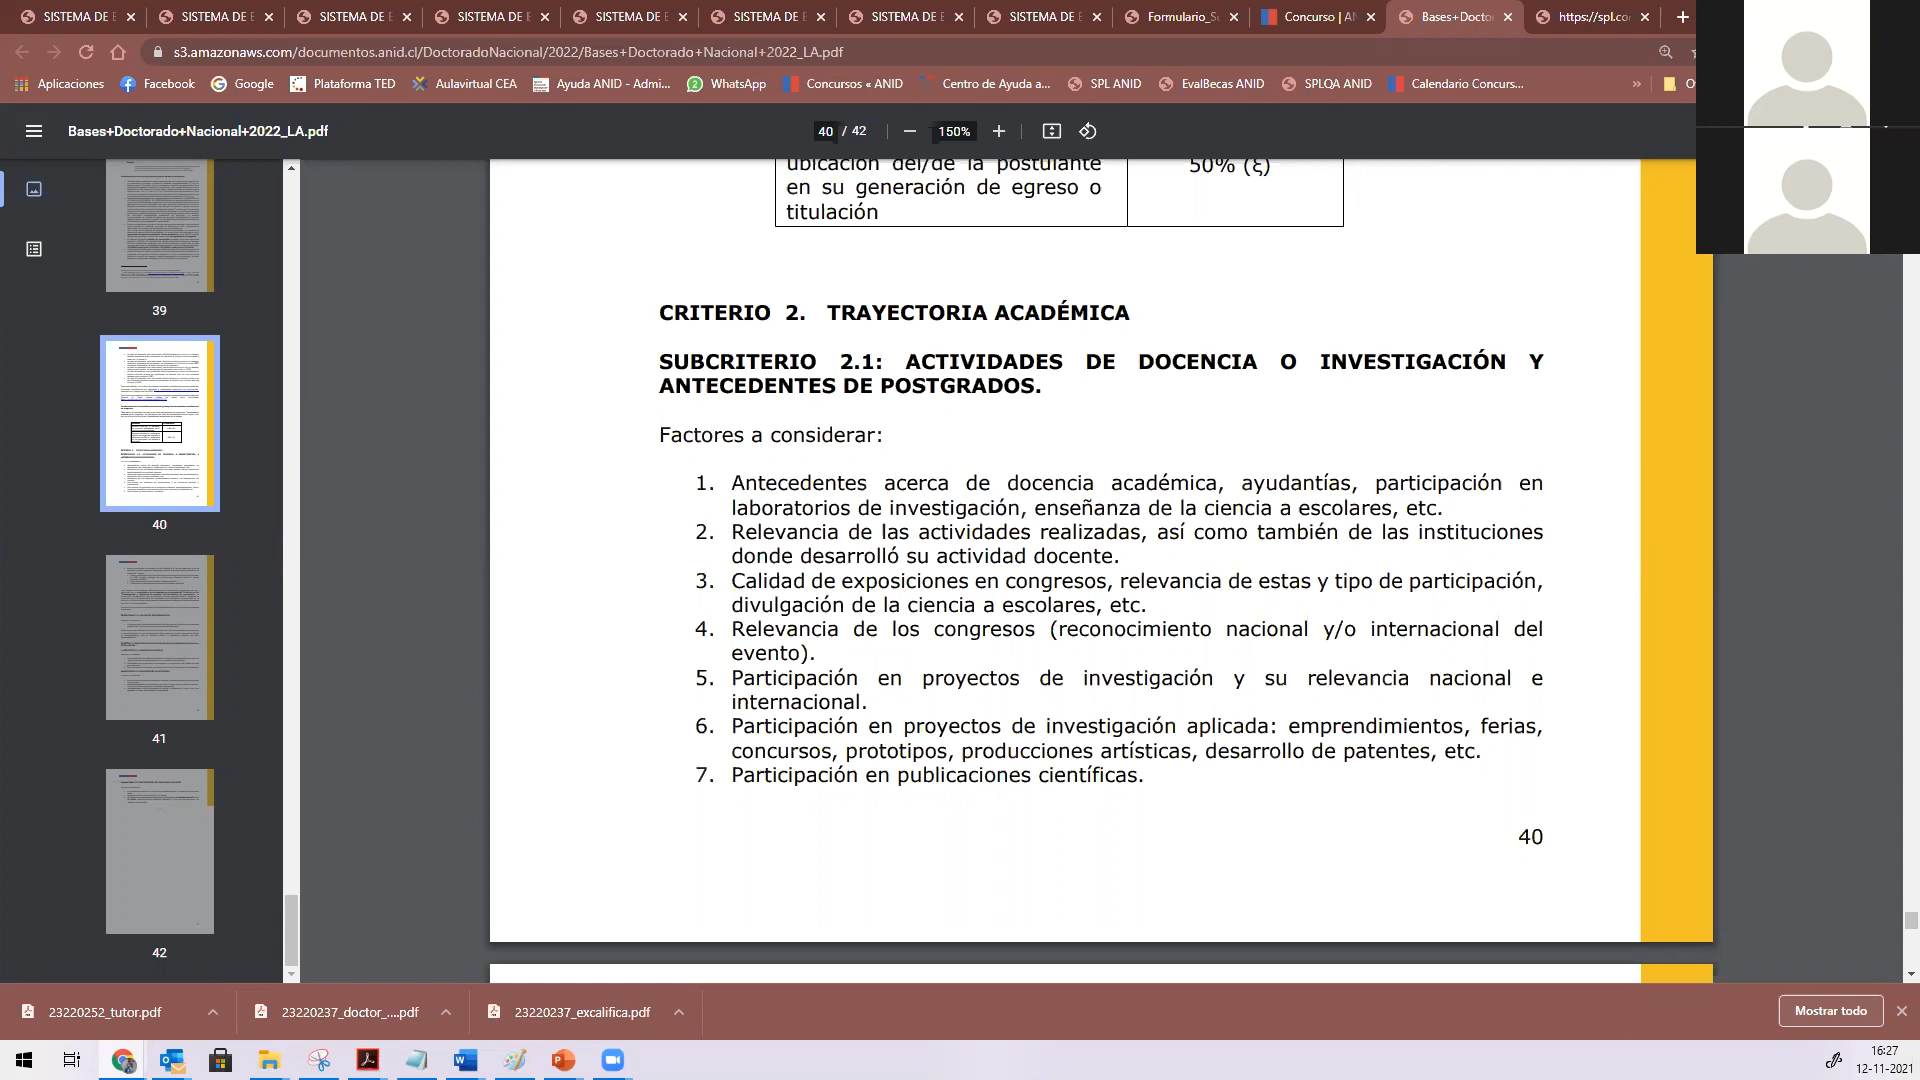 SISTEMA DE E
SISTEMA DE E
SISTEMA DE E
SISTEMA DE E
SISTEMA DE E
SISTEMA DE E
SISTEMA DE E
SISTEMA DE E
Formulario_S
Concurso | A
Bases+Docto
https://spl.co
s3.amazonaws.com/documentos.anid.cl/DoctoradoNacional/2022/Bases+Doctorado+Nacional+2022_LA.pdf
Aplicaciones
Facebook
Google
Plataforma TED
Aulavirtual CEA
Ayuda ANID - Admi...
WhatsApp
Concursos « ANID
Centro de Ayuda a...
SPL ANID
EvalBecas ANID
SPLQA ANID
Calendario Concurs...
»
Bases+Doctorado+Nacional+2022_LA.pdf
40 / 42
150%
39
40
41
42
ubicación del/de la postulante
en su generación de egreso o
titulación
50% (ξ)
CRITERIO 2. TRAYECTORIA ACADÉMICA
SUBCRITERIO 2.1: ACTIVIDADES DE DOCENCIA O INVESTIGACIÓN Y
ANTECEDENTES DE POSTGRADOS.
Factores a considerar:
1. Antecedentes acerca de docencia académica, ayudantías, participación en
laboratorios de investigación, enseñanza de la ciencia a escolares, etc.
2. Relevancia de las actividades realizadas, así como también de las instituciones
donde desarrolló su actividad docente.
3. Calidad de exposiciones en congresos, relevancia de estas y tipo de participación,
divulgación de la ciencia a escolares, etc.
4. Relevancia de los congresos (reconocimiento nacional y/o internacional del
evento).
5. Participación en proyectos de investigación y su relevancia nacional e
internacional.
6. Participación en proyectos de investigación aplicada: emprendimientos, ferias,
concursos, prototipos, producciones artísticas, desarrollo de patentes, etc.
7. Participación en publicaciones científicas.
40
23220252_tutor.pdf
23220237_doctor_....pdf
23220237_excalifica.pdf
Mostrar todo
16:27
12-11-2021